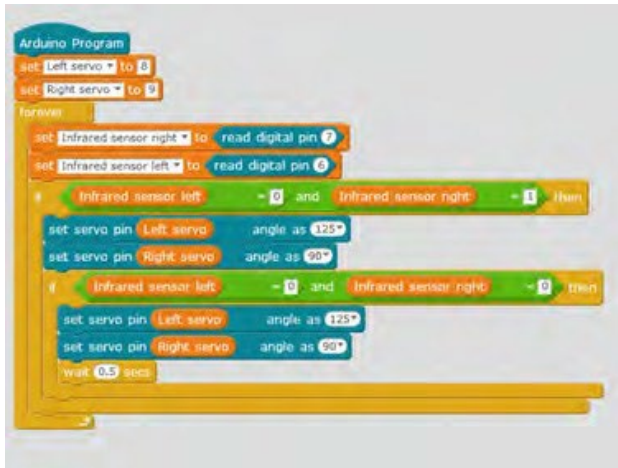 Arduino Program
set Left servo to 8
set Right servo to 9
forever
set Infrared sensor right to read digital pin 7
set Infrared sensor left to read digital pin 6
if Infrared sensor left = 0 and Infrared sensor right = 1 then
set servo pin Left servo angle as 125
set servo pin Right servo angle as 90
if Infrared sensor left = 0 and Infrared sensor right = 0 then
set servo pin Left servo angle as 125
set servo pin Right servo angle as 90
wait 0.5 secs